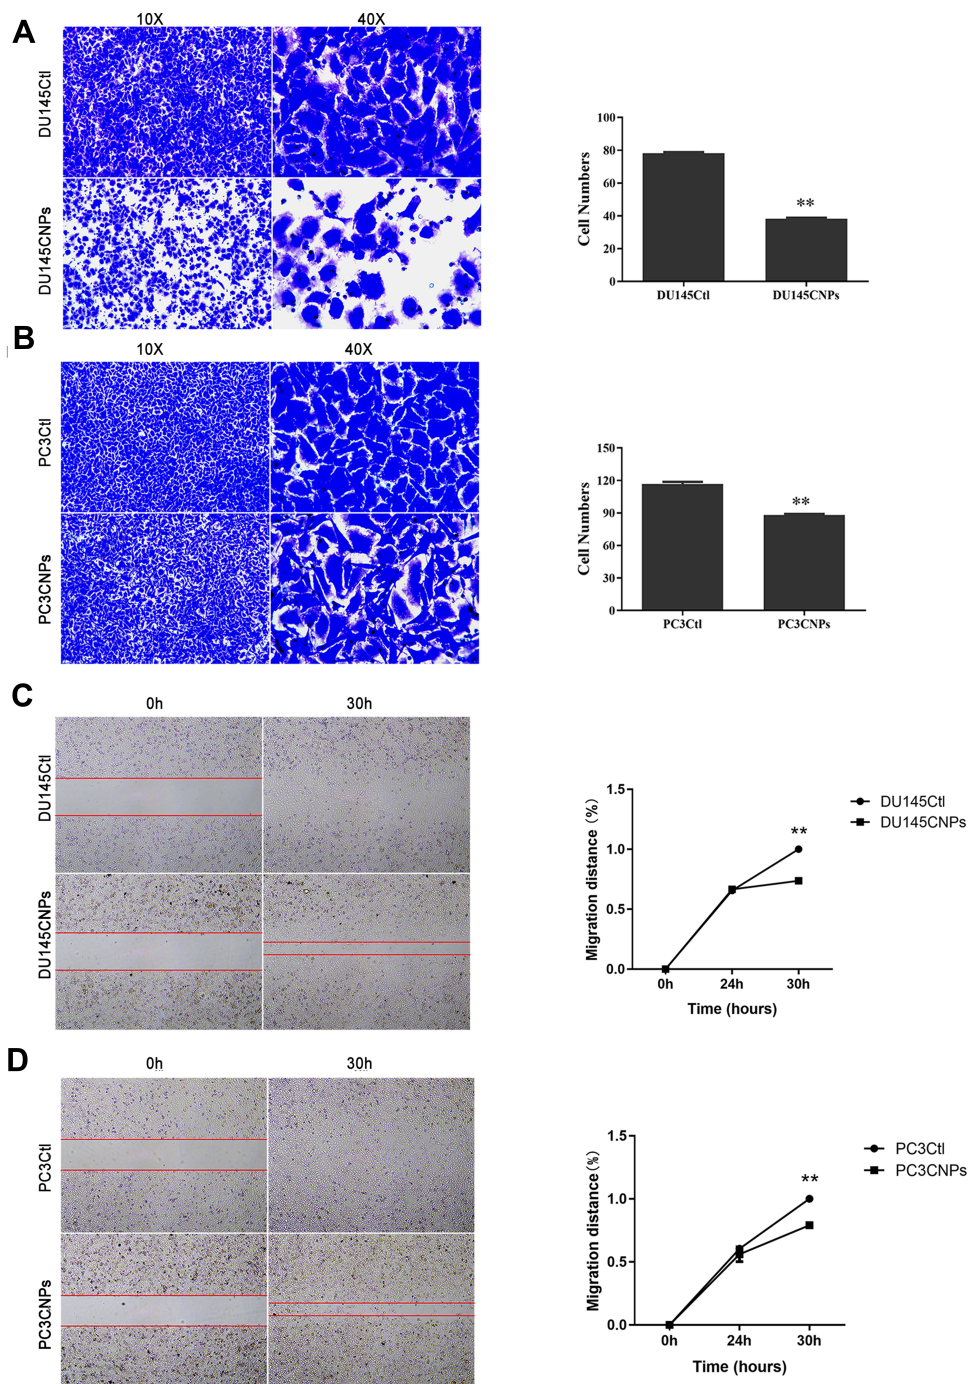 A
10X 40X
DU145Ctl
DU145CNPs
100
80
60
40
20
0
Cell Numbers
**
DU145Ctl DU145CNPs
B
10X 40X
PC3Ctl
PC3CNPs
150
120
90
60
30
0
Cell Numbers
**
PC3Ctl PC3CNPs
C
0h 30h
DU145Ctl
DU145CNPs
1.5
1.0
0.5
0.0
Migration distance (%)
**
0h 24h 30h
Time (hours)
DU145Ctl
DU145CNPs
D
0h 30h
PC3Ctl
PC3CNPs
1.5
1.0
0.5
0.0
Migration distance (%)
**
0h 24h 30h
Time (hours)
PC3Ctl
PC3CNPs